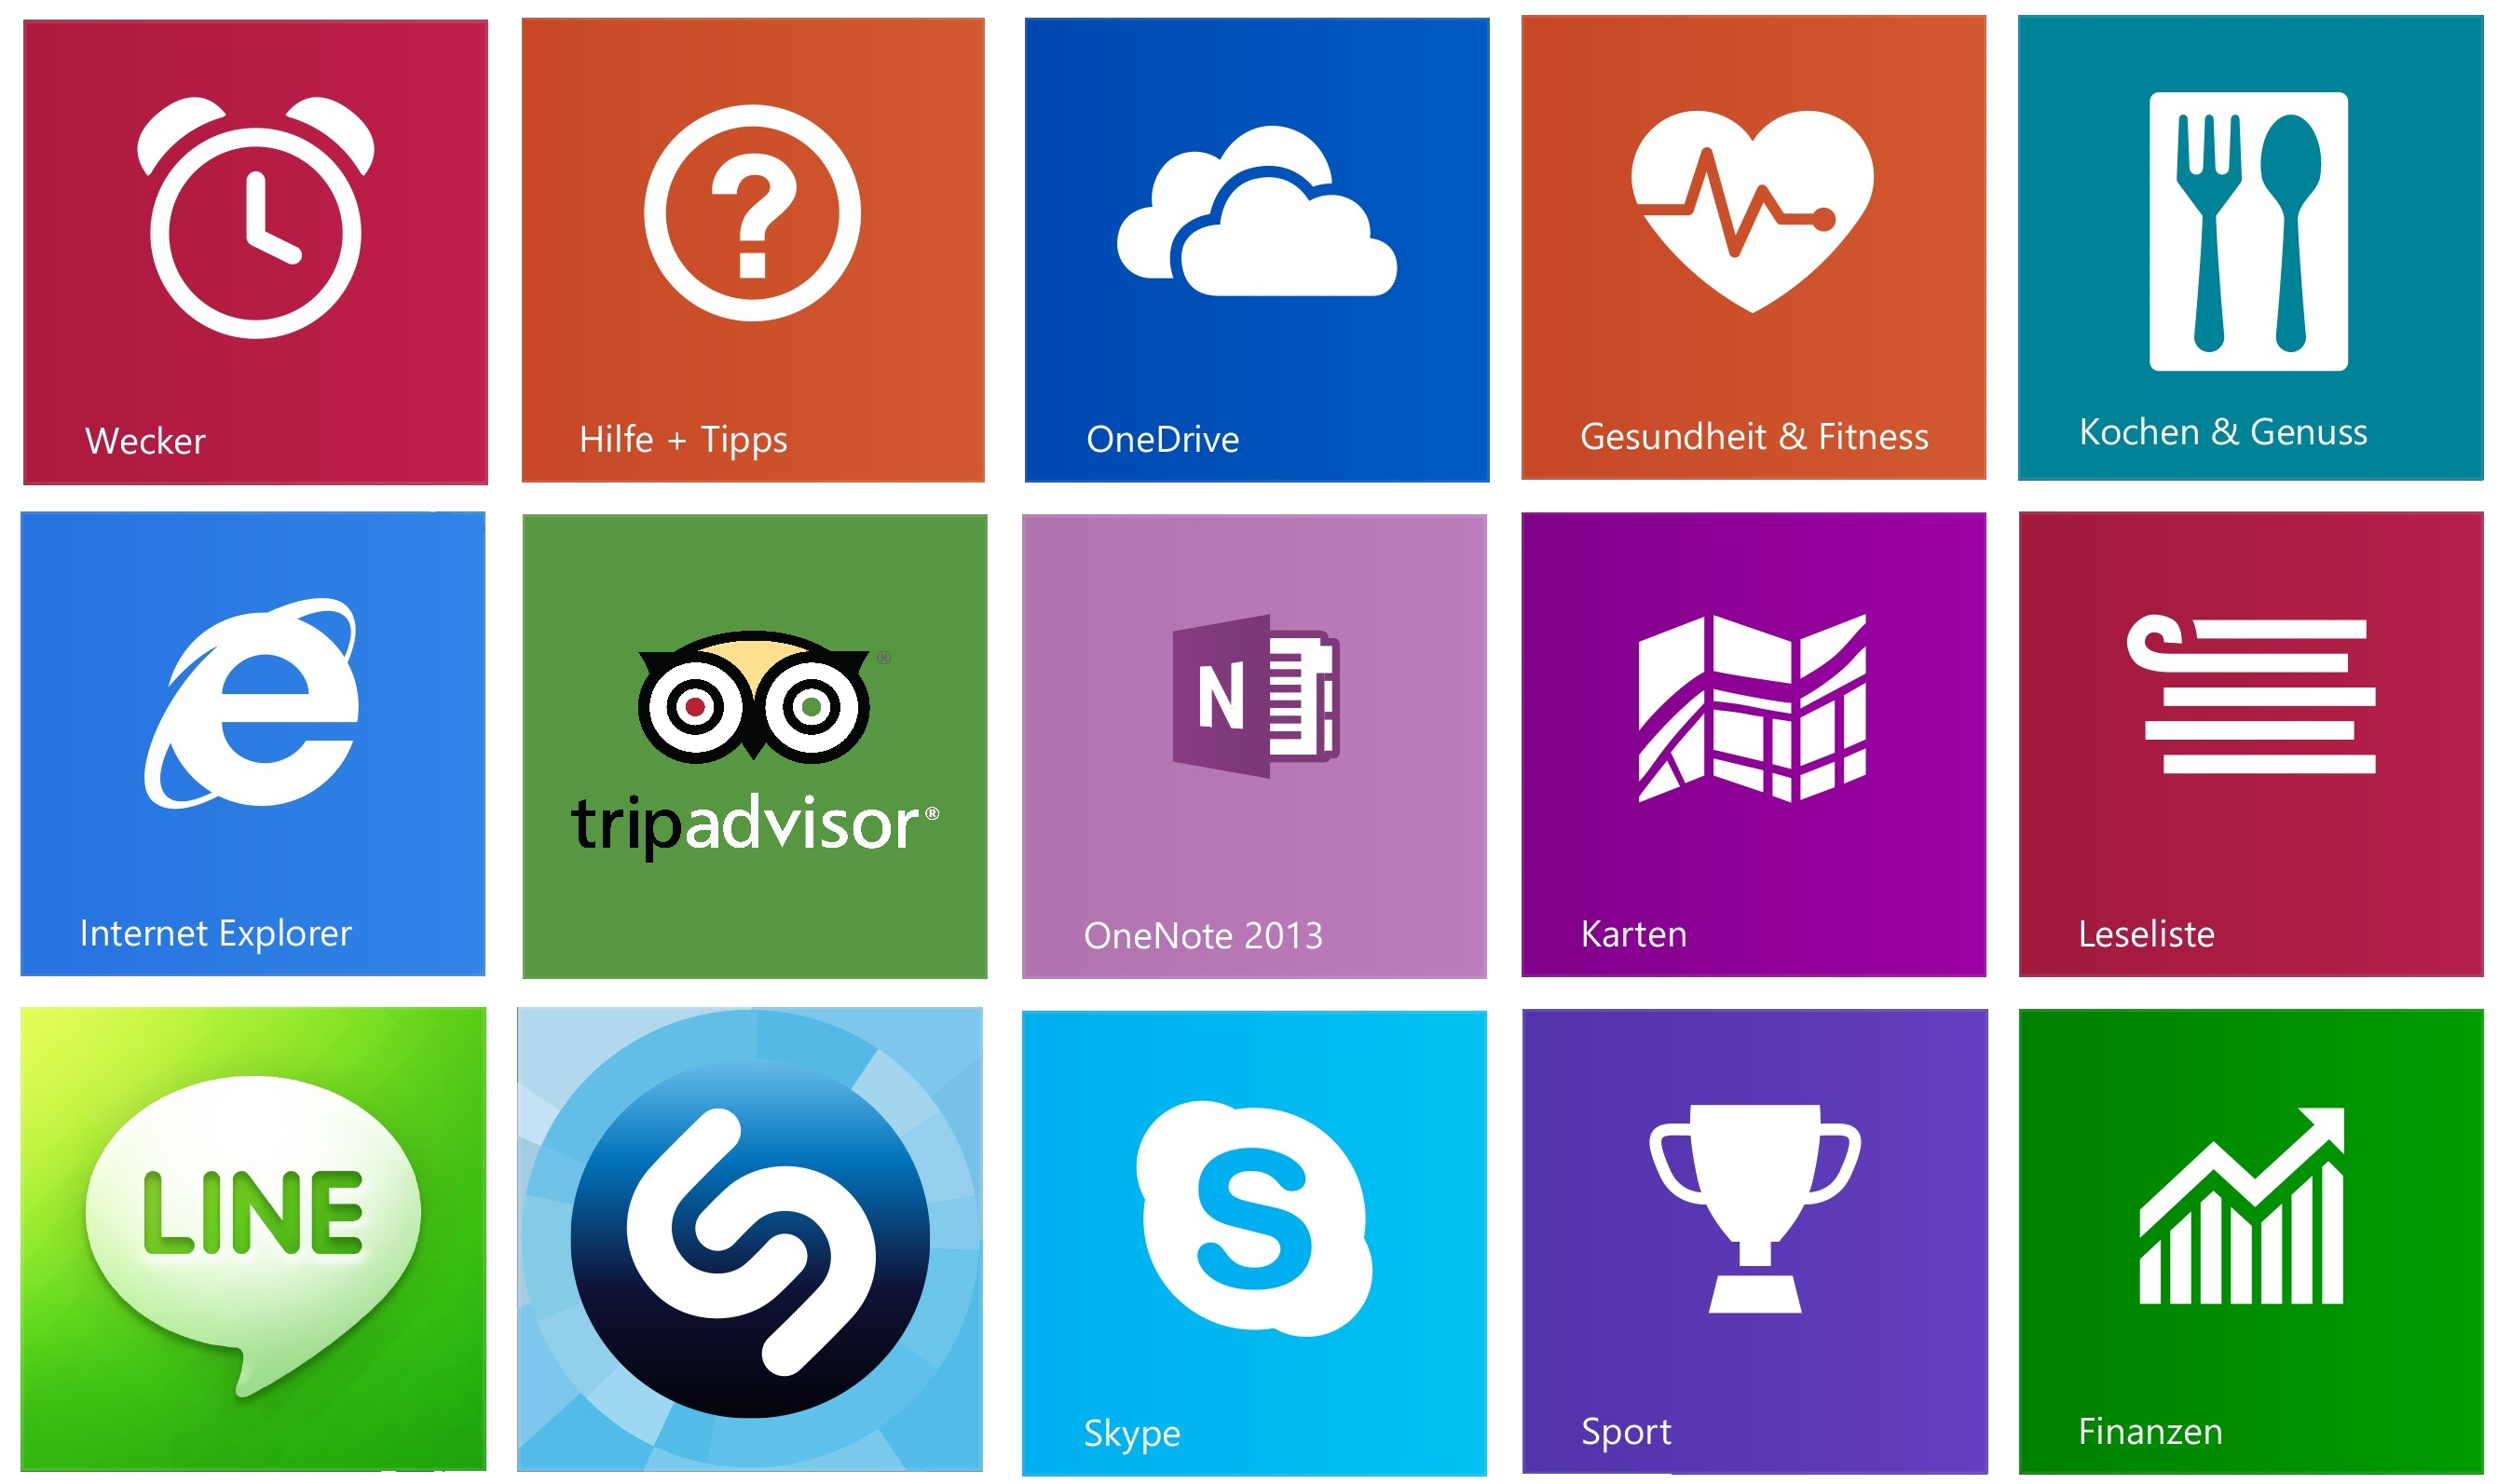 Wecker
Hilfe + Tipps
OneDrive
Gesundheit & Fitness
Kochen & Genuss
Internet Explorer
®
tripadvisor®
N
OneNote 2013
Karten
Leseliste
LINE
S
Skype
Sport
Finanzen